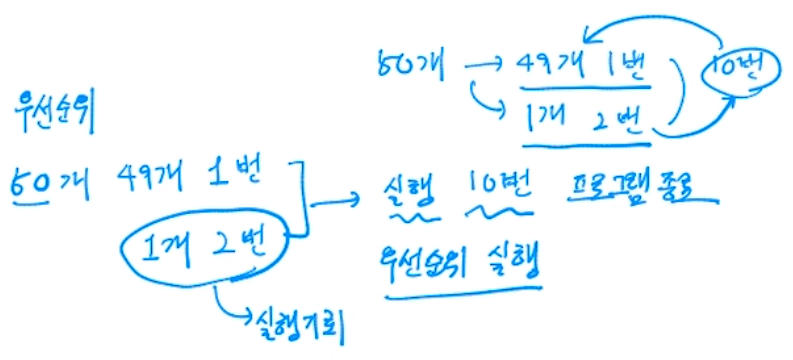 50개 → 49개 1번 10번
1개 2번
우선순위
50개 49개 1번
1개 2번
→ 실행 10번 프로그램 종료
우선순위 실행
실행기회